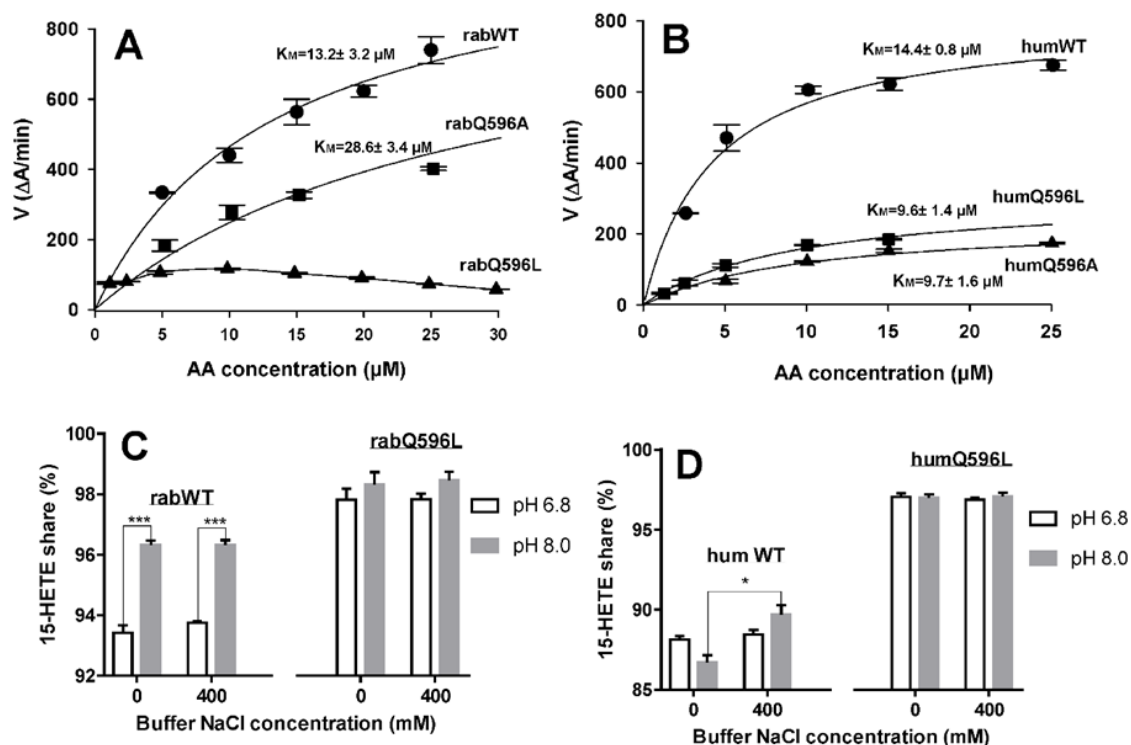 A
rabWT
KM=13.2± 3.2 µM
rabQ596A
KM=28.6± 3.4 µM
rabQ596L
V (ΔA/min)
800
600
400
200
0
0 5 10 15 20 25 30
AA concentration (µM)
B
humWT
KM=14.4± 0.8 µM
humQ596L
KM=9.6± 1.4 µM
humQ596A
KM=9.7± 1.6 µM
V (ΔA/min)
800
700
600
500
400
300
200
100
0
0 5 10 15 20 25
AA concentration (µM)
C
rabWT
rabQ596L
*** ***
15-HETE share (%)
100
98
96
94
92
0 400 0 400
Buffer NaCl concentration (mM)
pH 6.8
pH 8.0
D
hum WT
humQ596L
*
15-HETE share (%)
100
95
90
85
0 400 0 400
Buffer NaCl concentration (mM)
pH 6.8
pH 8.0